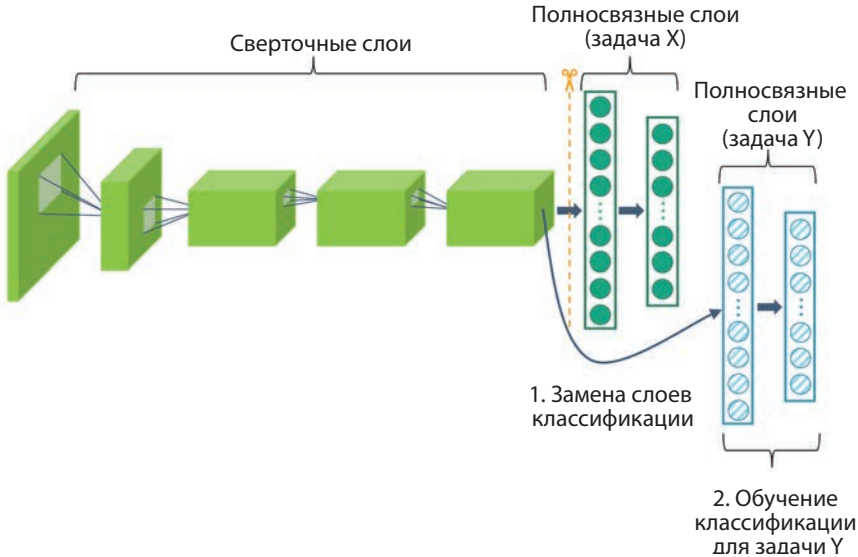 Сверточные слои
Полносвязные слои
(задача X)
Полносвязные
слои
(задача Y)
1. Замена слоев
классификации
2. Обучение
классификации
для задачи Y